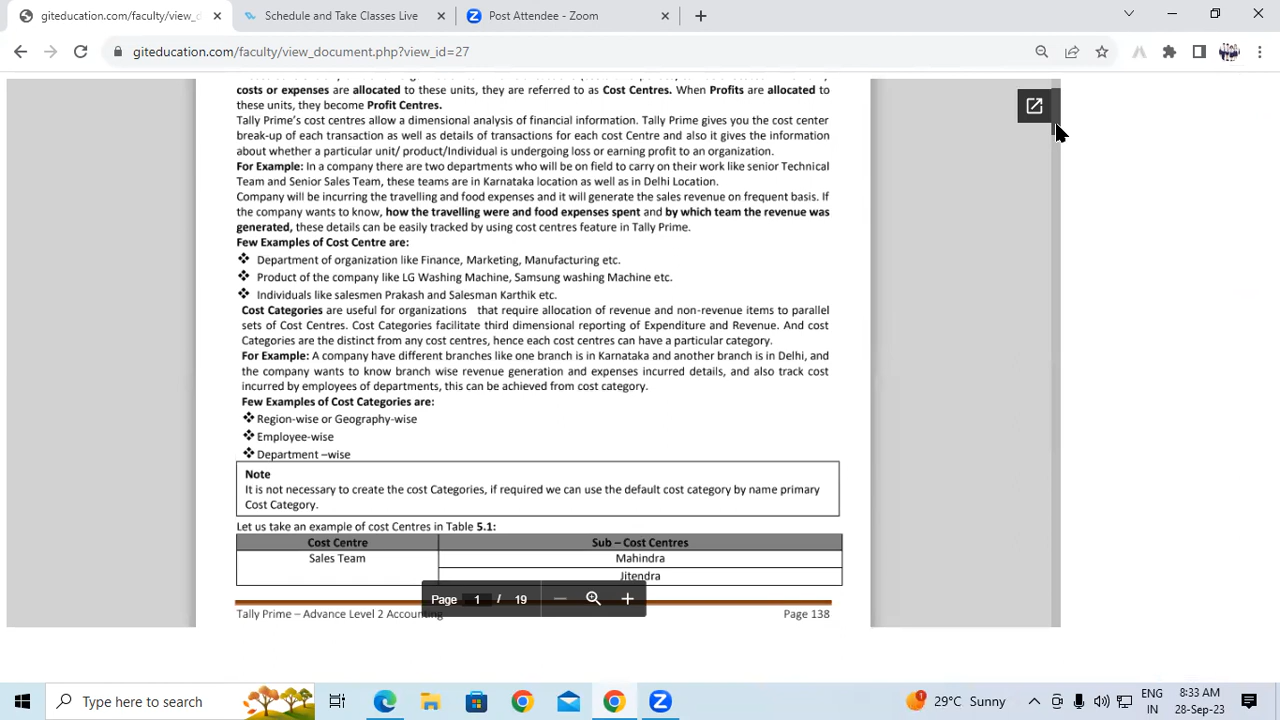 giteducation.com/faculty/view_d
Schedule and Take Classes Live
Post Attendee - Zoom
giteducation.com/faculty/view_document.php?view_id=27
costs or expenses are allocated to these units, they are referred to as Cost Centres. When Profits are allocated to
these units, they become Profit Centres.
Tally Prime's cost centres allow a dimensional analysis of financial information. Tally Prime gives you the cost center
break-up of each transaction as well as details of transactions for each cost Centre and also it gives the information
about whether a particular unit/ product/Individual is undergoing loss or earning profit to an organization.
For Example: In a company there are two departments who will be on field to carry on their work like senior Technical
Team and Senior Sales Team, these teams are in Karnataka location as well as in Delhi Location.
Company will be incurring the travelling and food expenses and it will generate the sales revenue on frequent basis. If
the company wants to know, how the travelling were and food expenses spent and by which team the revenue was
generated, these details can be easily tracked by using cost centres feature in Tally Prime.
Few Examples of Cost Centre are:
❖ Department of organization like Finance, Marketing, Manufacturing etc.
❖ Product of the company like LG Washing Machine, Samsung washing Machine etc.
❖ Individuals like salesmen Prakash and Salesman Karthik etc.
Cost Categories are useful for organizations that require allocation of revenue and non-revenue items to parallel
sets of Cost Centres. Cost Categories facilitate third dimensional reporting of Expenditure and Revenue. And cost
Categories are the distinct from any cost centres, hence each cost centres can have a particular category.
For Example: A company have different branches like one branch is in Karnataka and another branch is in Delhi, and
the company wants to know branch wise revenue generation and expenses incurred details, and also track cost
incurred by employees of departments, this can be achieved from cost category.
Few Examples of Cost Categories are:
❖ Region-wise or Geography-wise
❖ Employee-wise
❖ Department –wise
Note
It is not necessary to create the cost Categories, if required we can use the default cost category by name primary
Cost Category.
Let us take an example of cost Centres in Table 5.1:
Cost Centre Sub – Cost Centres
Sales Team Mahindra
Jitendra
Page 1 / 19
Tally Prime – Advance Level 2 Accounting Page 138
Type here to search
1
29°C Sunny
ENG
IN
8:33 AM
28-Sep-23